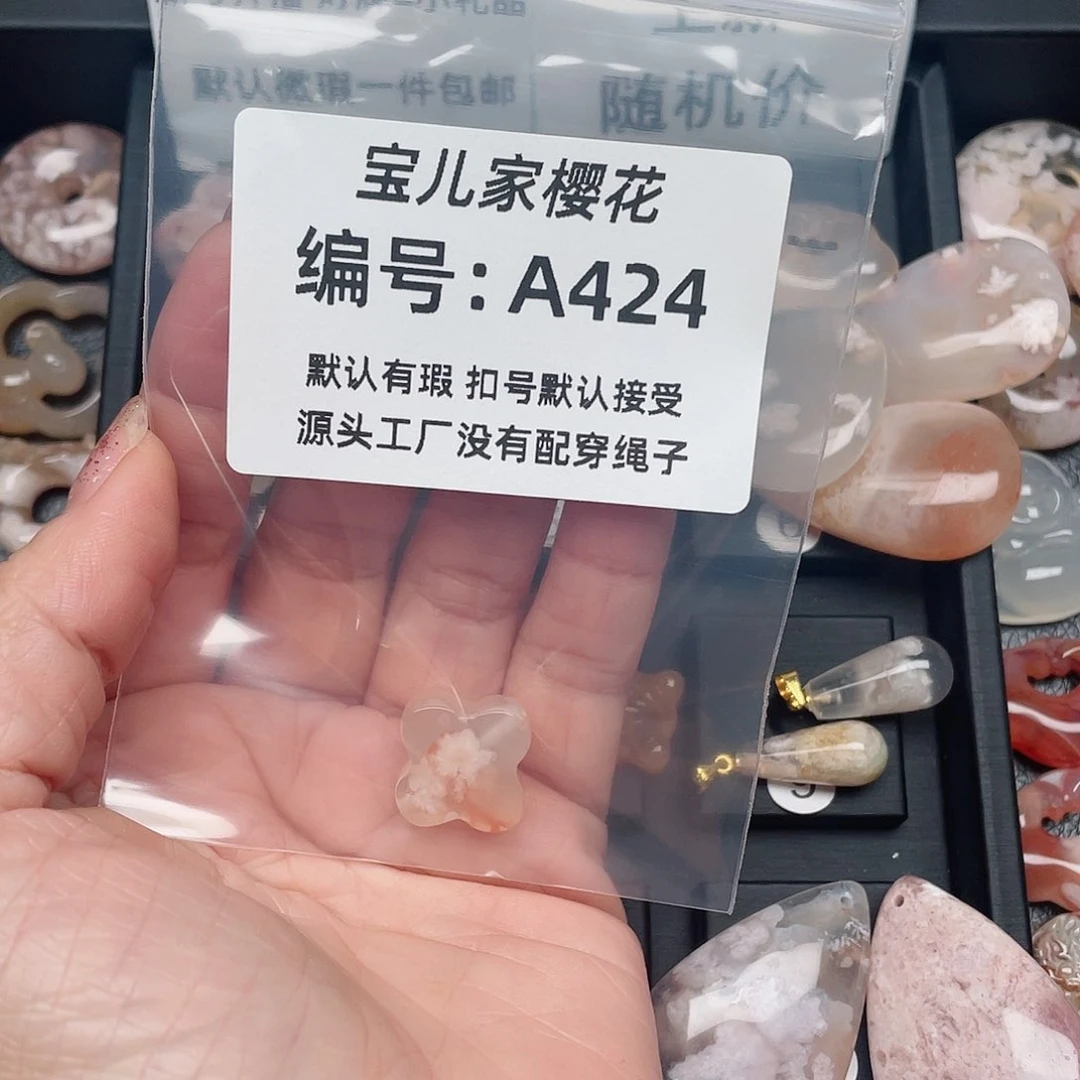 默认微瑕一件包邮
随机价
宝儿家樱花
编号：A424
默认有瑕 扣号默认接受
源头工厂没有配穿绳子